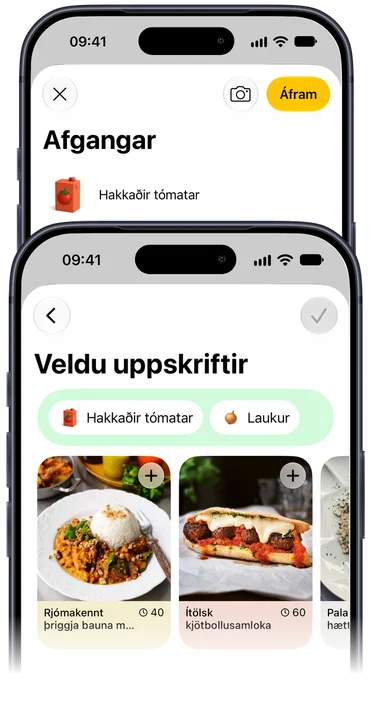 09:41
Áfram
Afgangar
Hakkaðir tómatar
09:41
Veldu uppskriftir
Hakkaðir tómatar
Laukur
Rjómakennt
40
þriggja bauna m...
Ítölsk
60
kjötbollusamloka
Pala
hætt